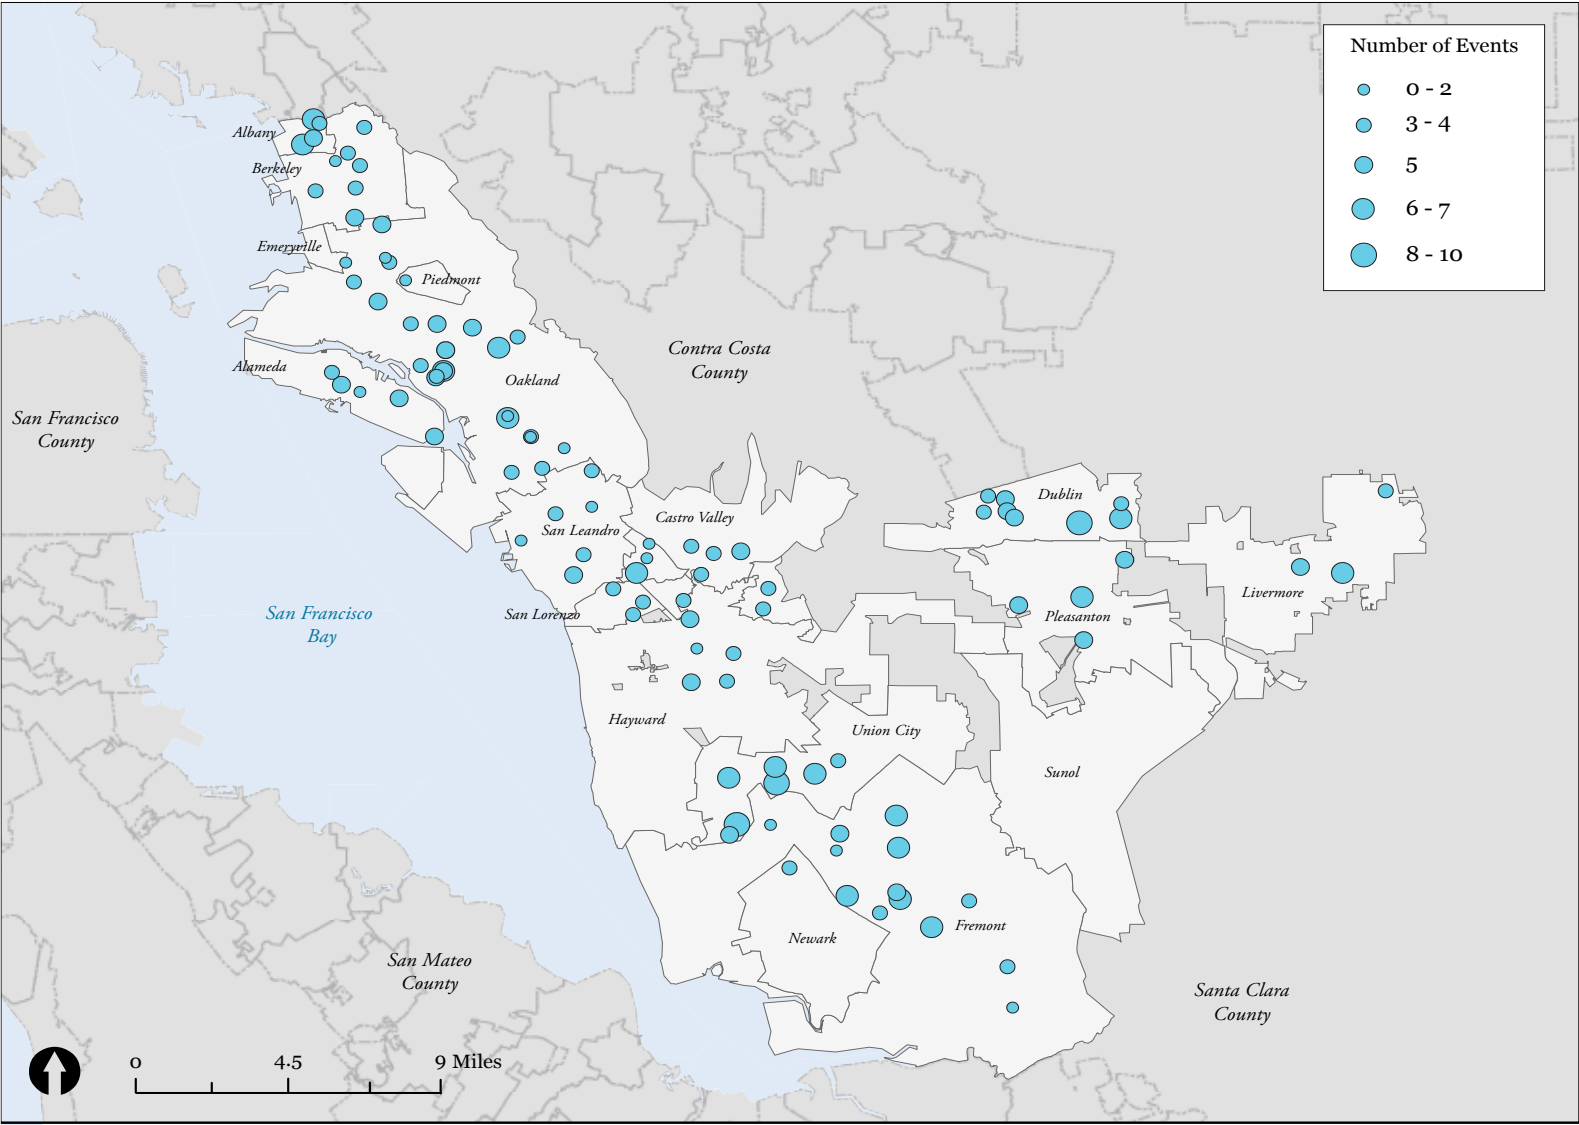 Number of Events
0 - 2
3 - 4
5
6 - 7
8 - 10
Albany
Berkeley
Emeryville
Piedmont
Contra Costa
County
Alameda
Oakland
San Francisco
County
Dublin
Castro Valley
San Leandro
Livermore
San Francisco
Bay
San Lorenzo
Pleasanton
Hayward
Union City
Sunol
Fremont
Newark
San Mateo
County
Santa Clara
County
0
4.5
9 Miles